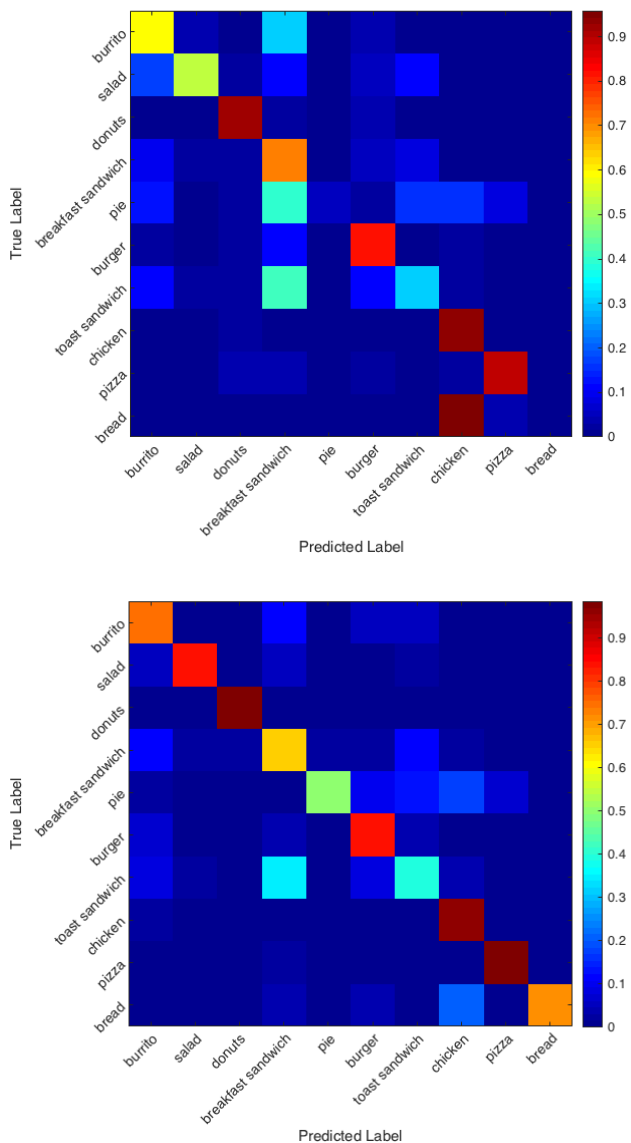 True Label
burrito
salad
donuts
breakfast sandwich
pie
burger
toast sandwich
chicken
pizza
bread
burrito
salad
donuts
breakfast sandwich
pie
burger
toast sandwich
chicken
pizza
bread
Predicted Label
0.9
0.8
0.7
0.6
0.5
0.4
0.3
0.2
0.1
0
True Label
burrito
salad
donuts
breakfast sandwich
pie
burger
toast sandwich
chicken
pizza
bread
burrito
salad
donuts
breakfast sandwich
pie
burger
toast sandwich
chicken
pizza
bread
Predicted Label
0.9
0.8
0.7
0.6
0.5
0.4
0.3
0.2
0.1
0